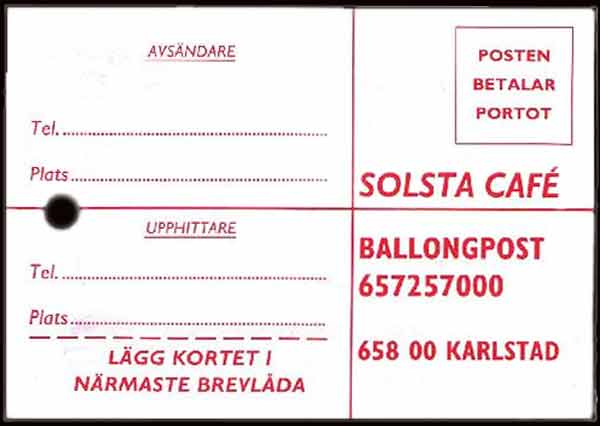 AVSÄNDARE
Tel.
Plats
UPPHITTARE
Tel.
Plats
LÄGG KORTET I
NÄRMASTE BREVLÅDA
POSTEN
BETALAR
PORTOT
SOLSTA CAFÉ
BALLONGPOST
657257000
658 00 KARLSTAD